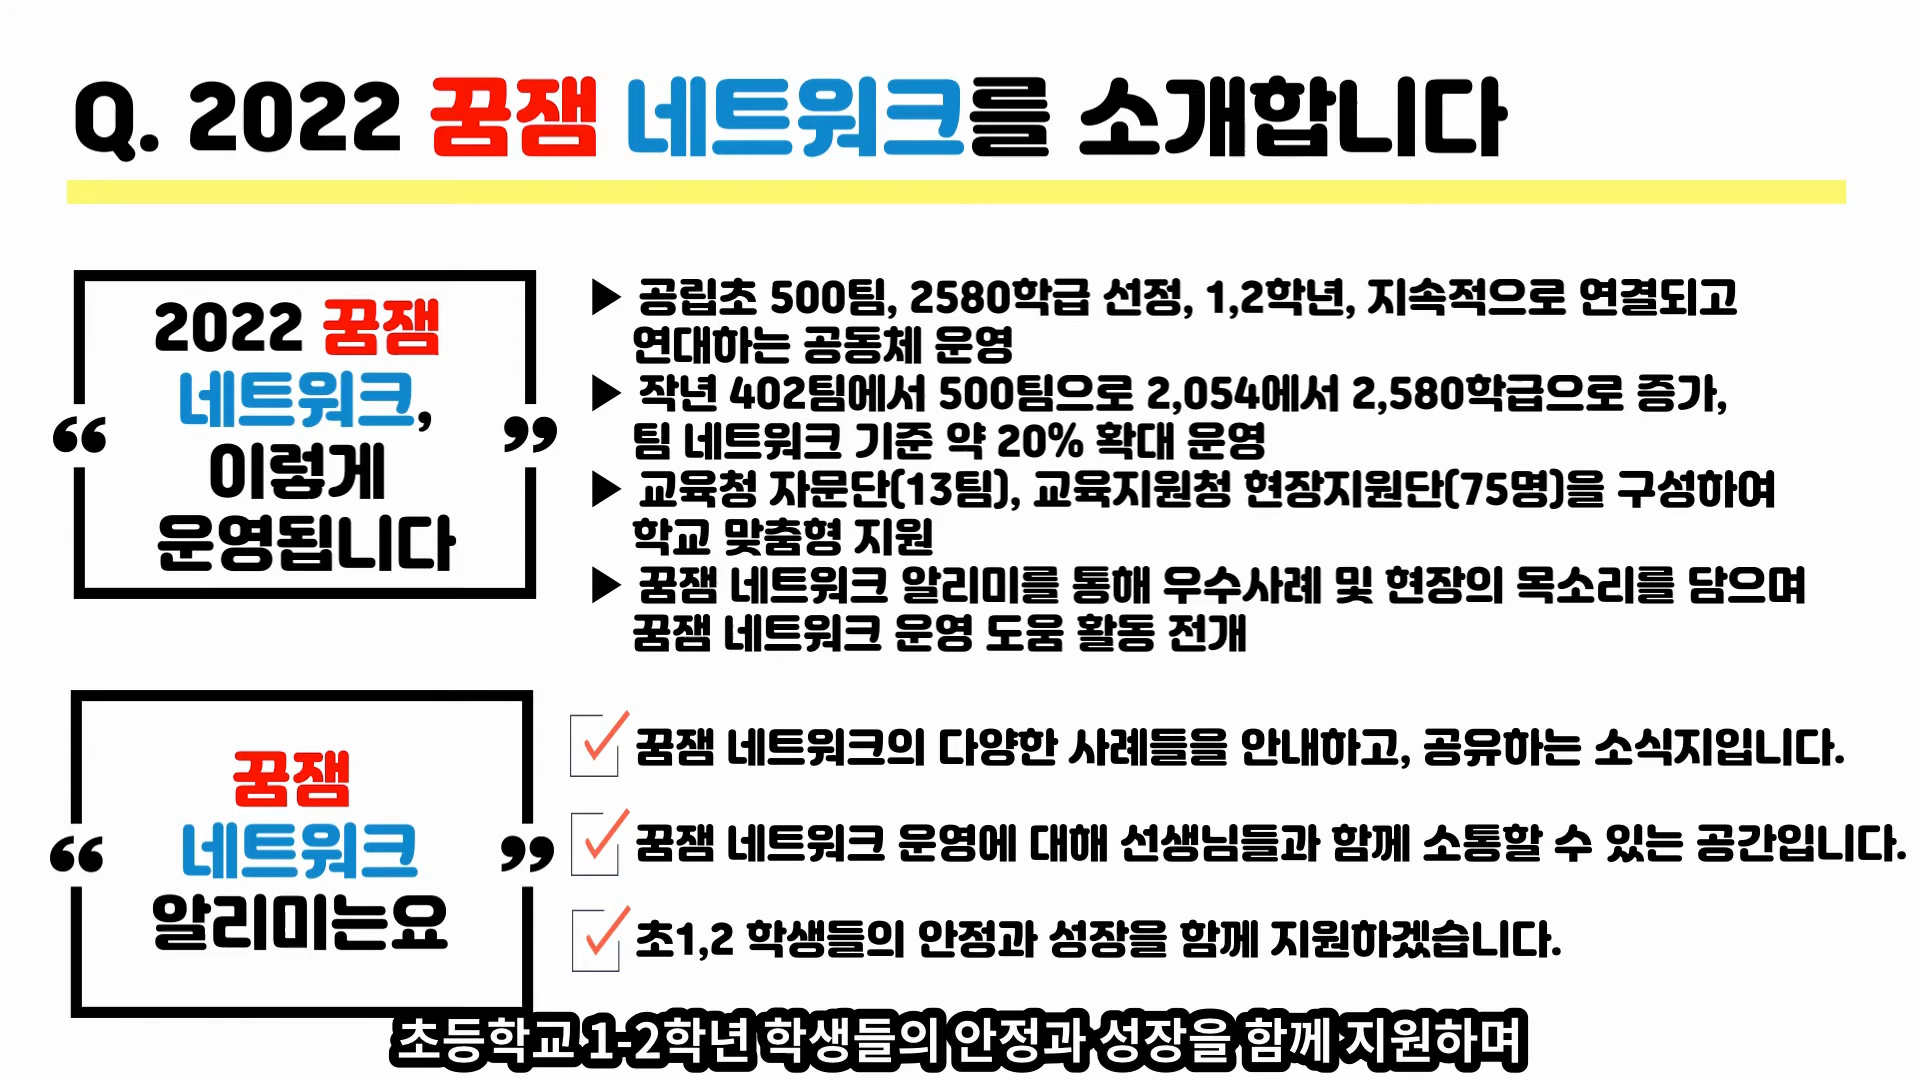 Q. 2022 꿈잼 네트워크를 소개합니다
2022 꿈잼
네트워크,
이렇게
운영됩니다
“ ”
▶ 공립초 500팀, 2580학급 선정, 1,2학년, 지속적으로 연결되고
연대하는 공동체 운영
▶ 작년 402팀에서 500팀으로 2,054에서 2,580학급으로 증가,
팀 네트워크 기준 약 20% 확대 운영
▶ 교육청 자문단(13팀), 교육지원청 현장지원단(75명)을 구성하여
학교 맞춤형 지원
▶ 꿈잼 네트워크 알리미를 통해 우수사례 및 현장의 목소리를 담으며
꿈잼 네트워크 운영 도움 활동 전개
꿈잼
네트워크
알리미는요
“ ”
꿈잼 네트워크의 다양한 사례들을 안내하고, 공유하는 소식지입니다.
꿈잼 네트워크 운영에 대해 선생님들과 함께 소통할 수 있는 공간입니다.
초1,2 학생들의 안정과 성장을 함께 지원하겠습니다.
초등학교 1-2학년 학생들의 안정과 성장을 함께 지원하며